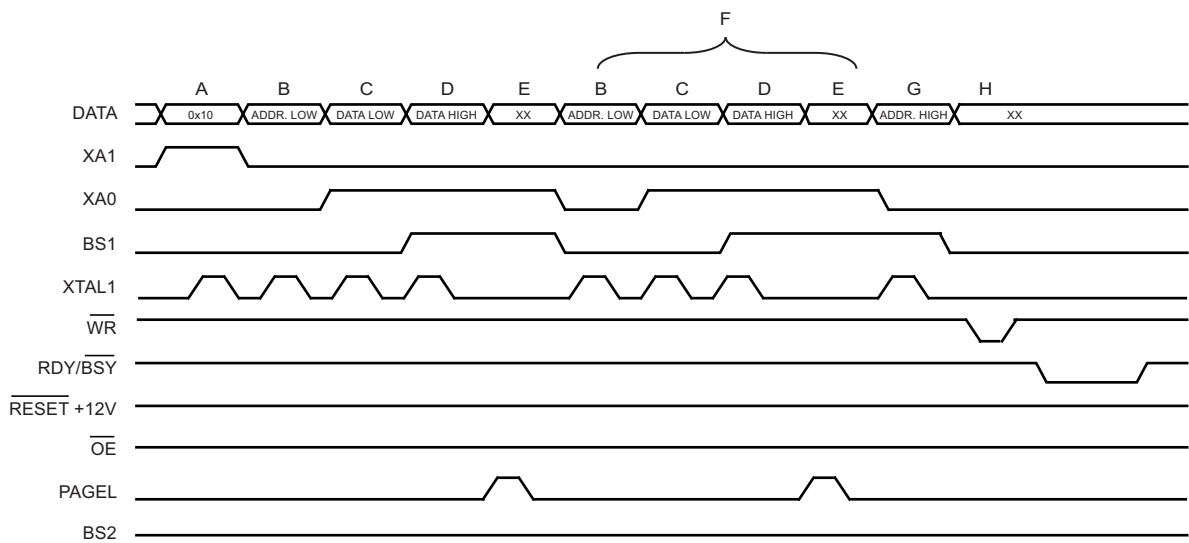 F
A B C D E B C D E G H
DATA 0x10 ADDR. LOW DATA LOW DATA HIGH XX ADDR. LOW DATA LOW DATA HIGH XX ADDR. HIGH XX
XA1
XA0
BS1
XTAL1
WR
RDY/BSY
RESET +12V
OE
PAGEL
BS2